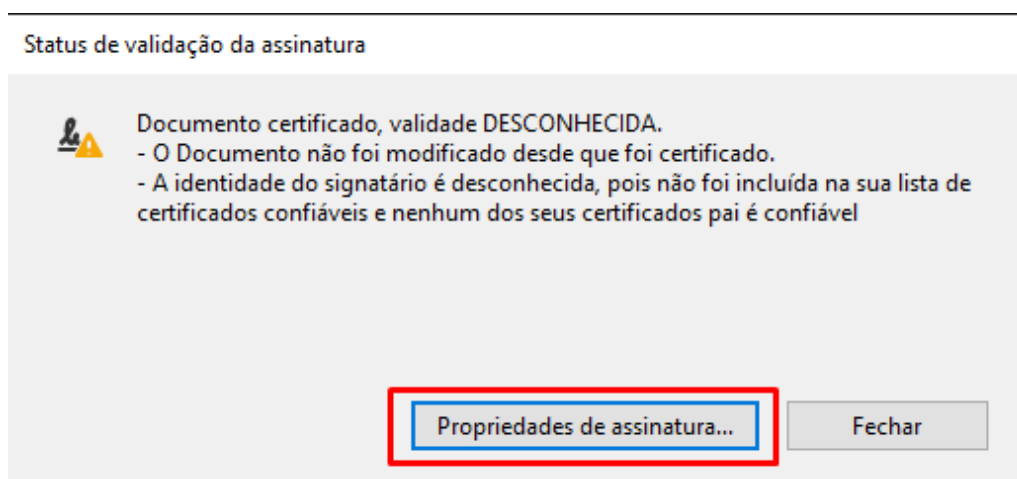 Status de validação da assinatura
Documento certificado, validade DESCONHECIDA.
- O Documento não foi modificado desde que foi certificado.
- A identidade do signatário é desconhecida, pois não foi incluída na sua lista de
certificados confiáveis e nenhum dos seus certificados pai é confiável
Propriedades de assinatura...
Fechar